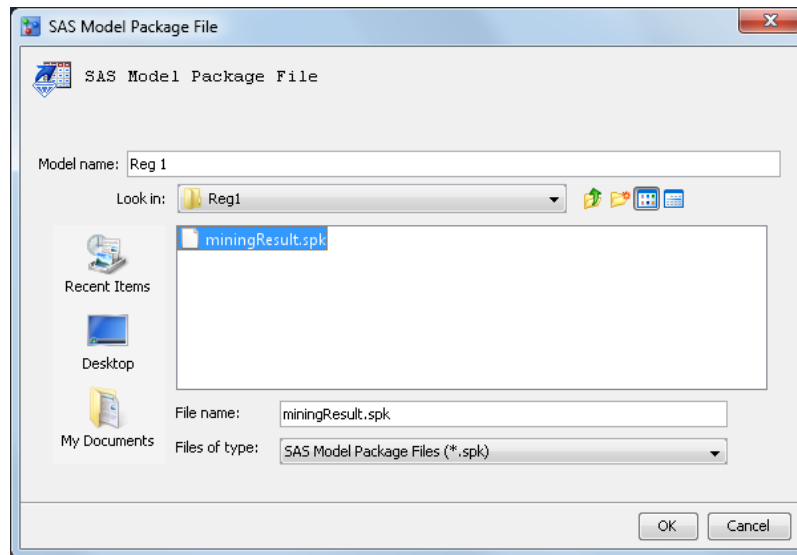 SAS Model Package File
SAS Model Package File
Model name: Reg 1
Look in: Reg1
miningResult.spk
Recent Items
Desktop
My Documents
File name: miningResult.spk
Files of type: SAS Model Package Files (*.spk)
OK Cancel